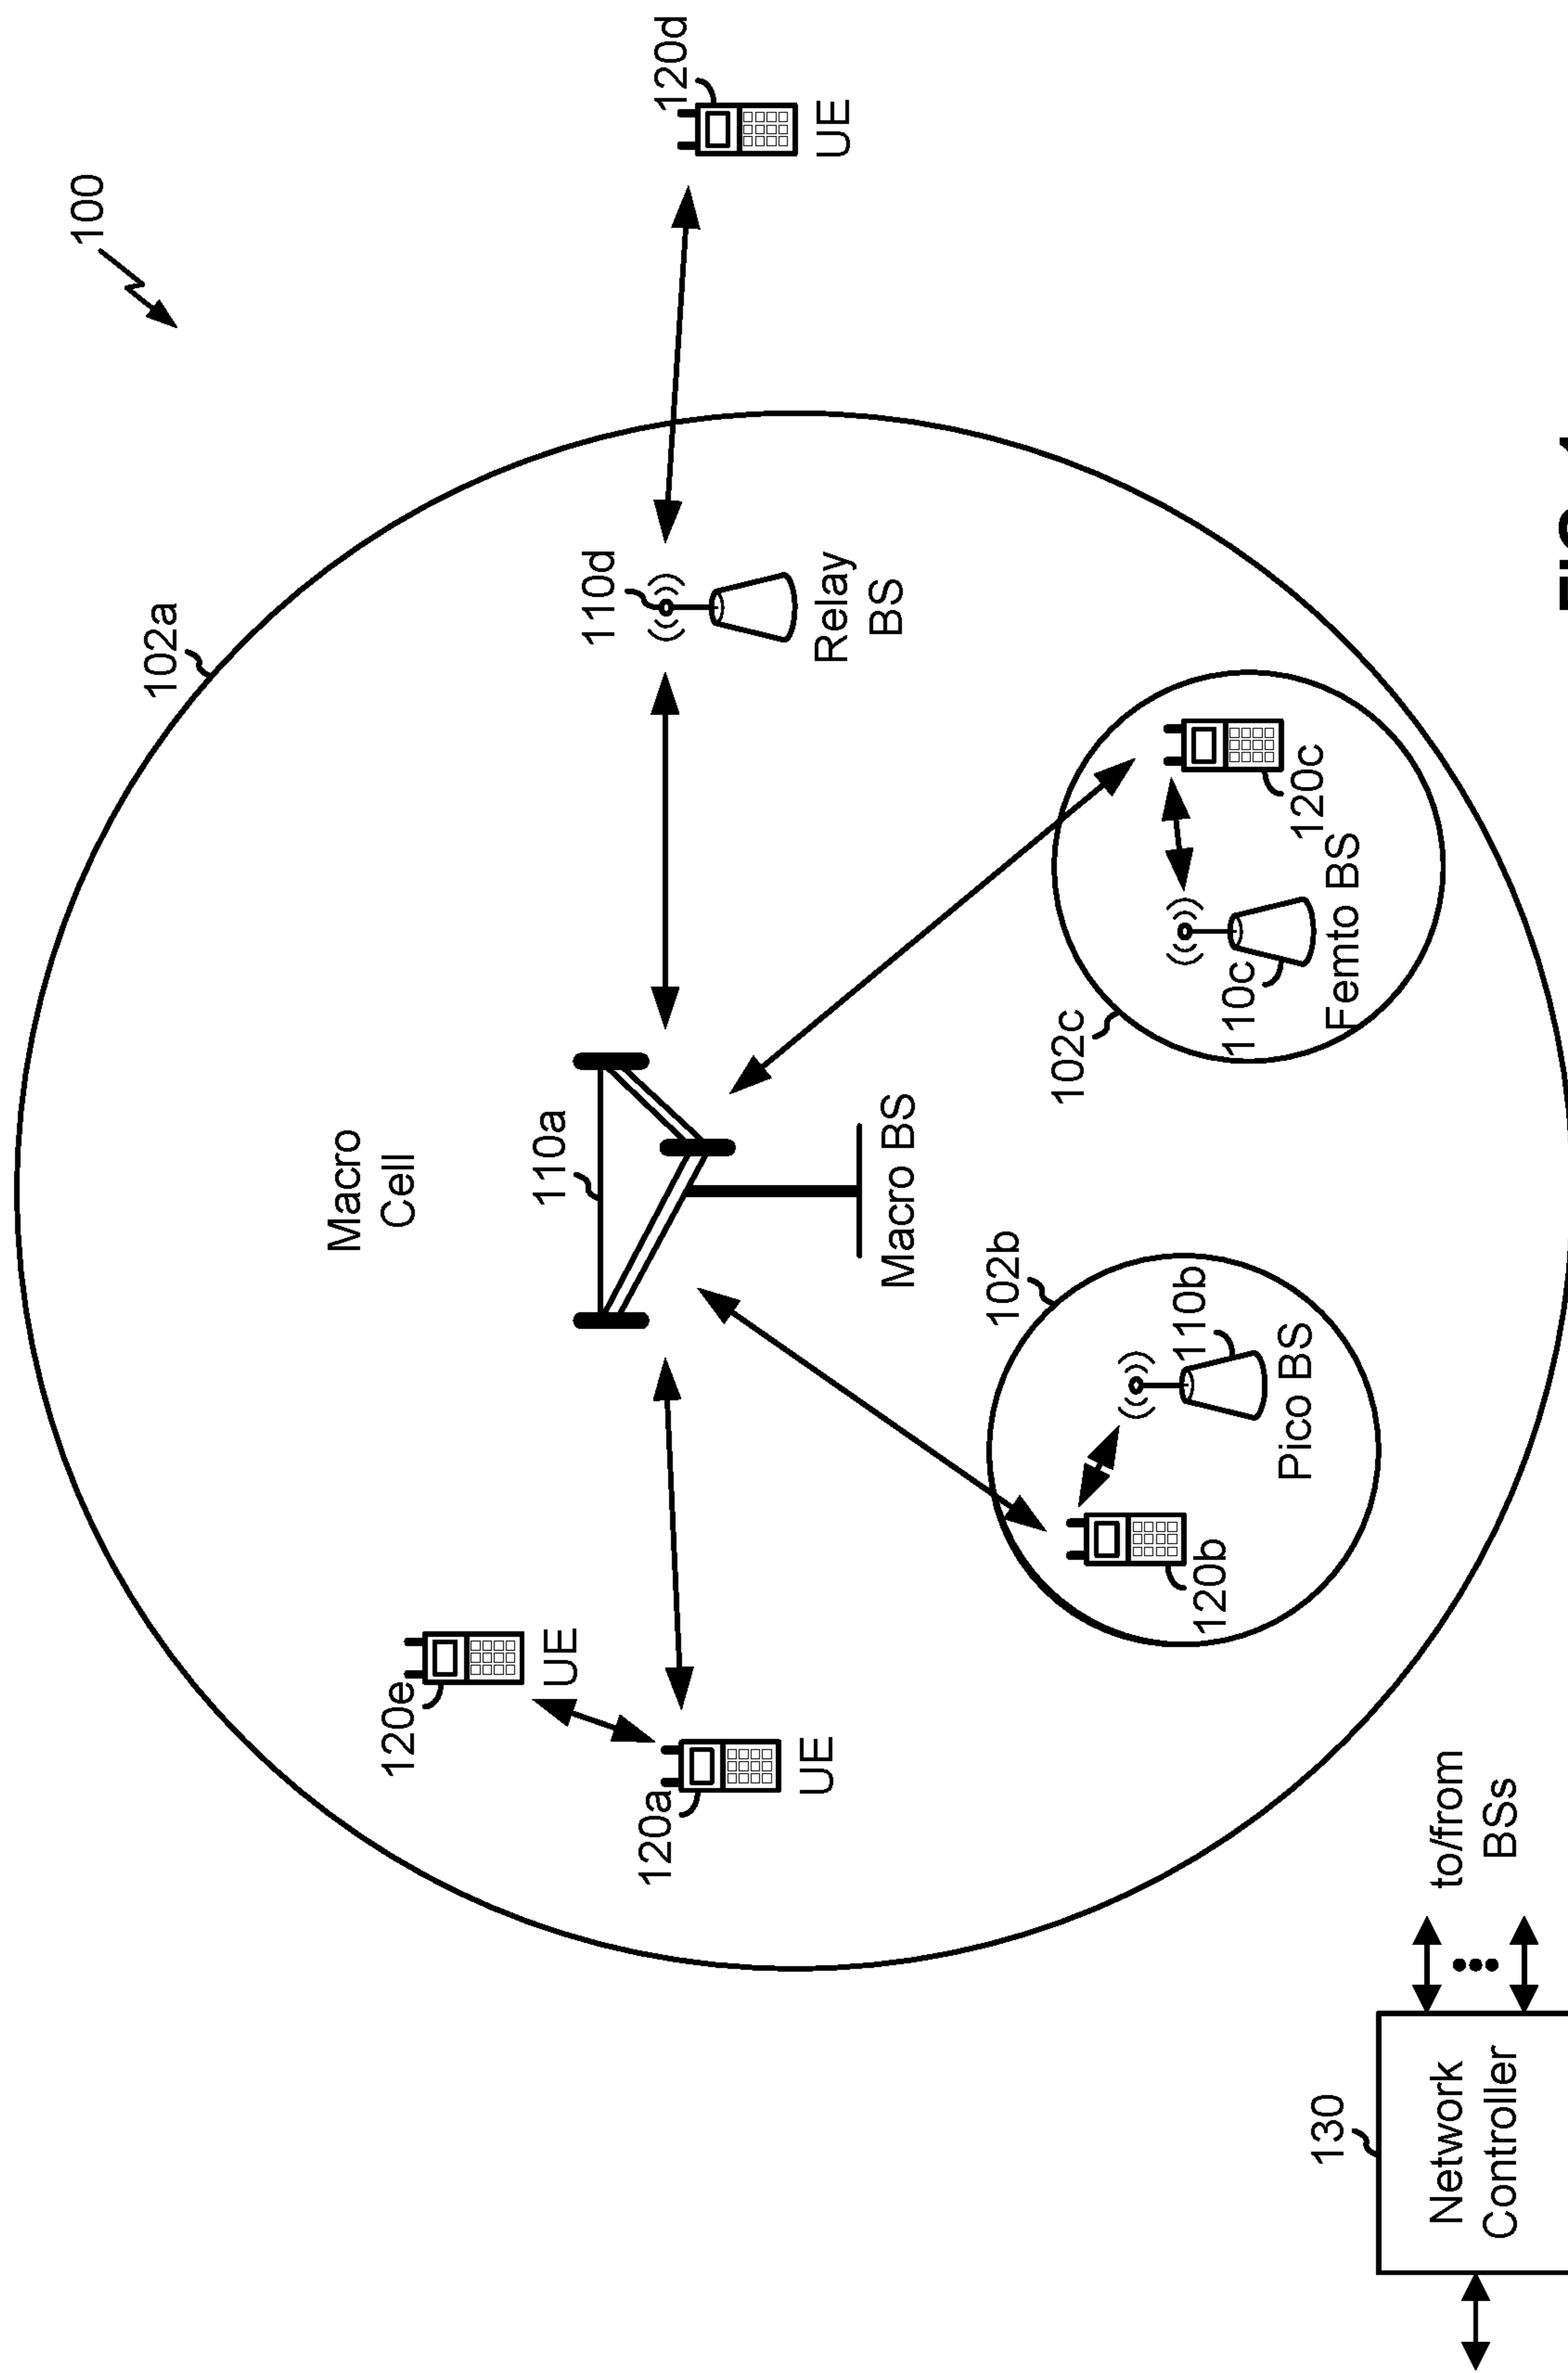 100
102a
Macro
Cell
120e
UE
110a
110d
120a
UE
120d
UE
Relay
BS
Macro BS
102b
102c
110b
120b
Pico BS
110c
120c
Femto BS
130
Network
Controller
to/from
BSs